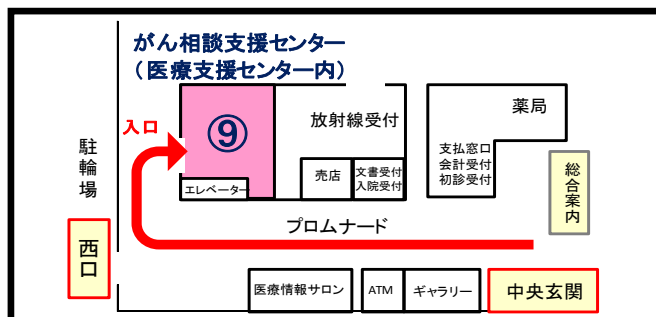 がん相談支援センター
（医療支援センター内）
入口
⑨
放射線受付
薬局
支払窓口
会計受付
初診受付
駐輪場
エレベーター
売店
文書受付
入院受付
総合案内
プロムナード
西口
医療情報サロン
ATM
ギャラリー
中央玄関